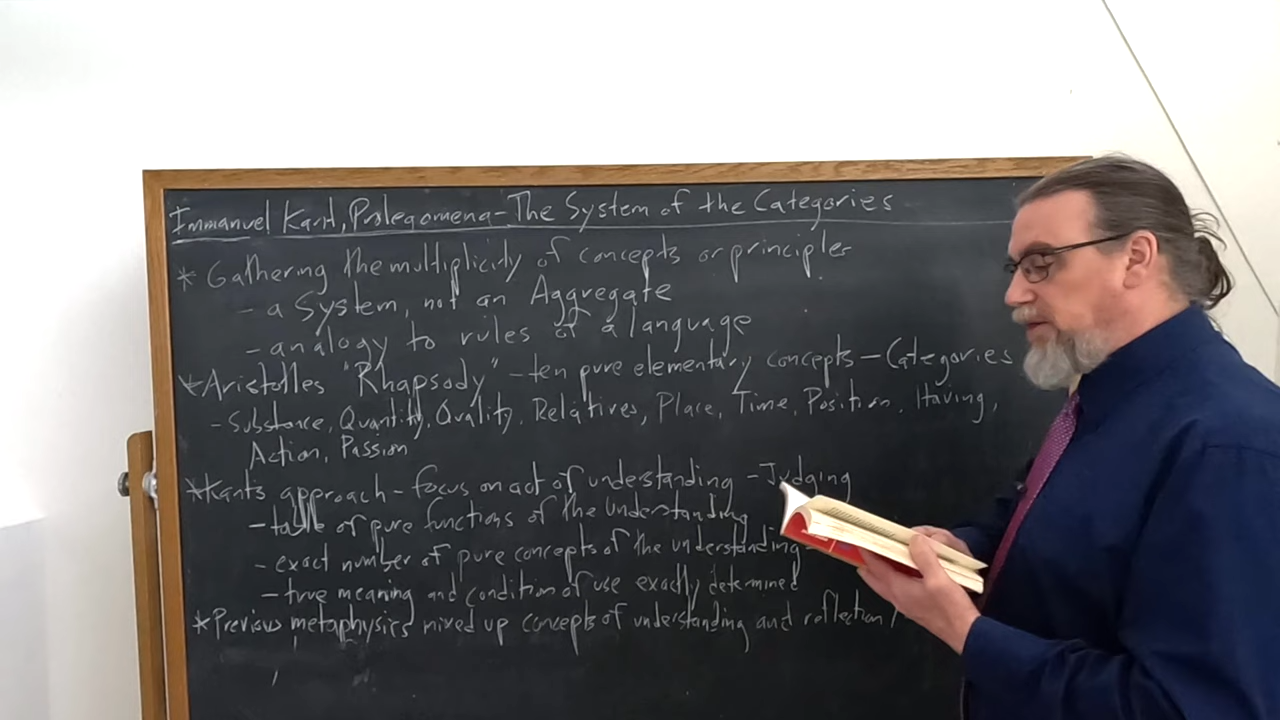 Immanuel Kant, Prolegomena - The System of the Categories
* Gathering the multiplicity of concepts or principles
- a System, not an Aggregate
- analogy to rules of a language
* Aristotles "Rhapsody" - ten pure elementary concepts - Categories
- Substance, Quantity, Quality, Relatives, Place, Time, Position, Having,
Action, Passion
* Kants approach - focus on act of understanding - Judging
- table of pure functions of the understanding
- exact number of pure concepts of the understanding -
- true meaning and condition of use exactly determined
* Previous metaphysics mixed up concepts of understanding and reflection /